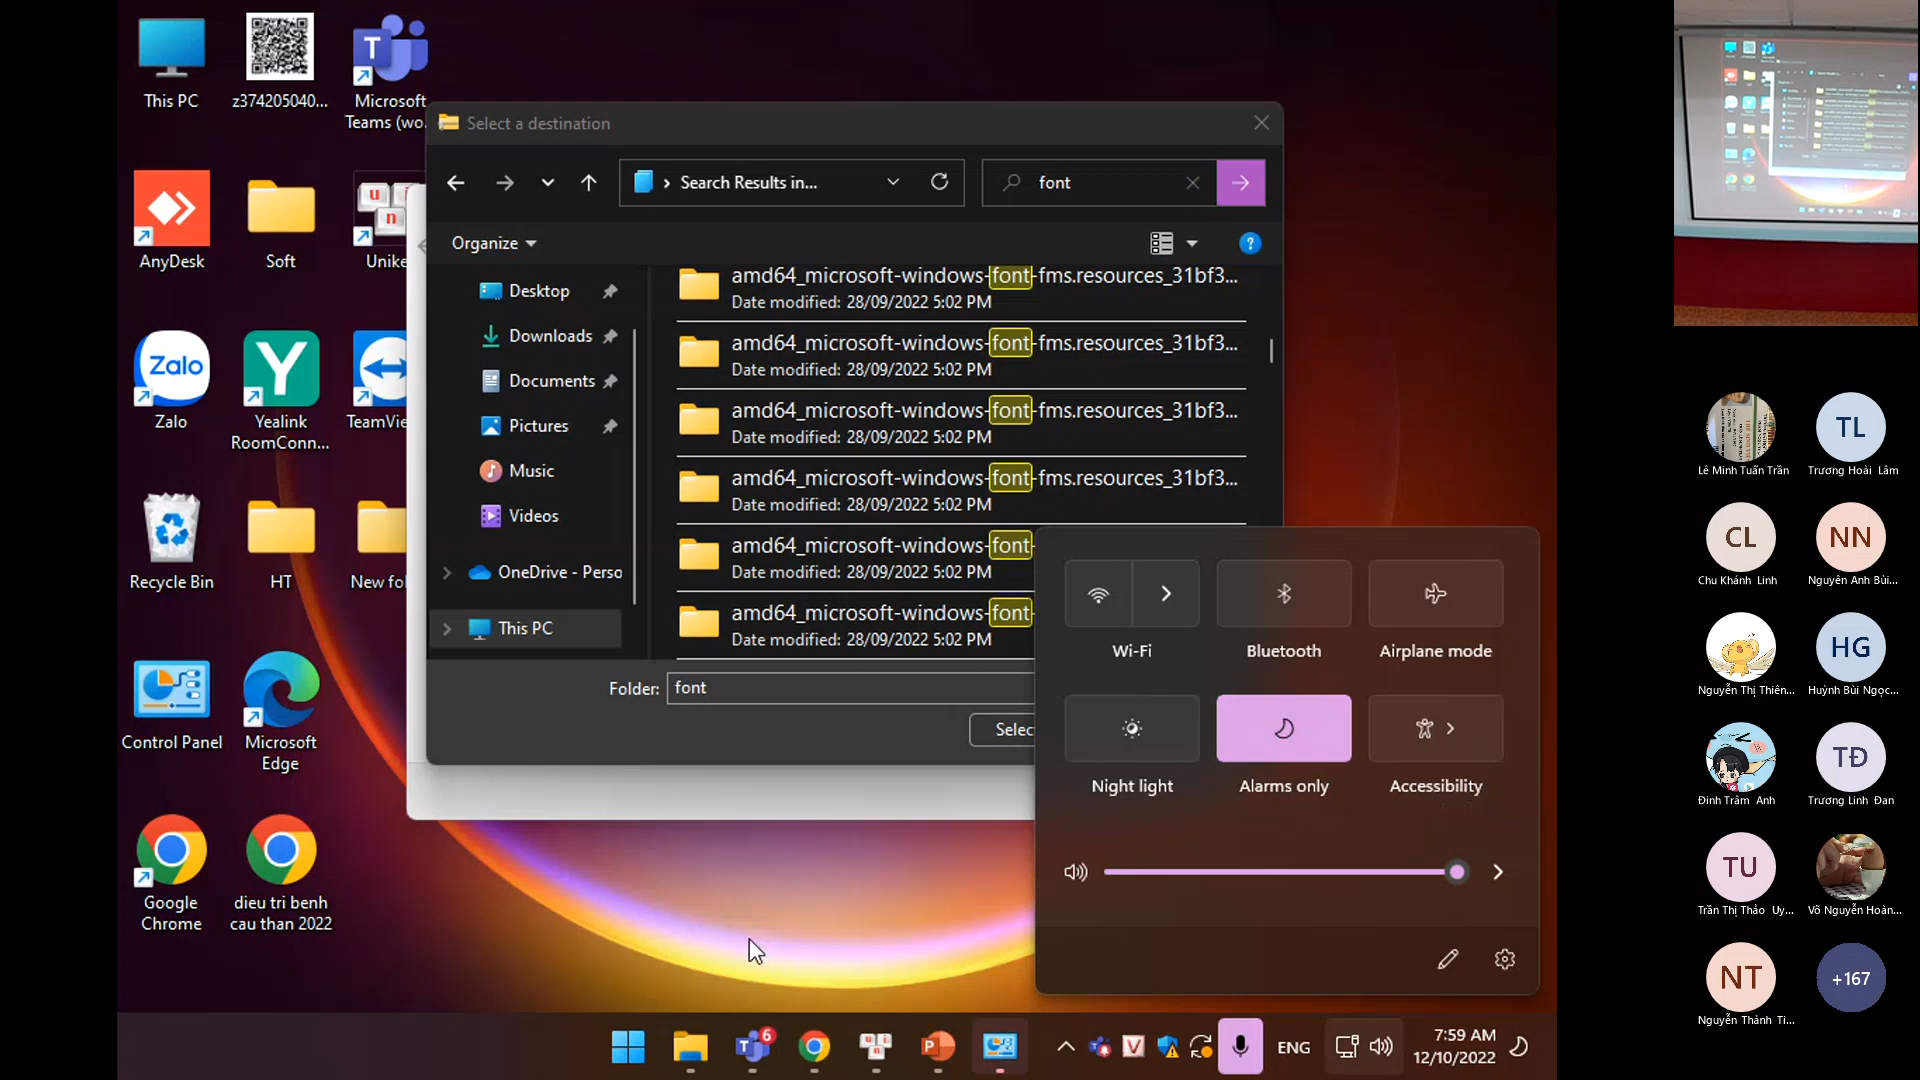 This PC
z374205040...
Microsoft
Teams (wo...
AnyDesk
Soft
Unike
Zalo
Zalo
Yealink
RoomConn...
TeamVie
Recycle Bin
HT
New fol
Control Panel
Microsoft
Edge
Google
Chrome
dieu tri benh
cau than 2022
Select a destination
Search Results in...
font
Organize
Desktop
Downloads
Documents
Pictures
Music
Videos
OneDrive - Perso
This PC
amd64_microsoft-windows-font-fms.resources_31bf3...
Date modified: 28/09/2022 5:02 PM
amd64_microsoft-windows-font-fms.resources_31bf3...
Date modified: 28/09/2022 5:02 PM
amd64_microsoft-windows-font-fms.resources_31bf3...
Date modified: 28/09/2022 5:02 PM
amd64_microsoft-windows-font-fms.resources_31bf3...
Date modified: 28/09/2022 5:02 PM
amd64_microsoft-windows-font-
Date modified: 28/09/2022 5:02 PM
amd64_microsoft-windows-font-
Date modified: 28/09/2022 5:02 PM
Folder: font
Selec
Wi-Fi
Bluetooth
Airplane mode
Night light
Alarms only
Accessibility
6
ENG
7:59 AM
12/10/2022
Lê Minh Tuấn Trần
TL
Trương Hoài Lâm
CL
Chu Khánh Linh
NN
Nguyên Anh Bùi...
Nguyễn Thị Thiên...
HG
Huỳnh Bùi Ngọc...
Đinh Trâm Anh
TĐ
Trương Linh Đan
TU
Trần Thị Thảo Uy...
Võ Nguyễn Hoàn...
NT
Nguyễn Thành Ti...
+167